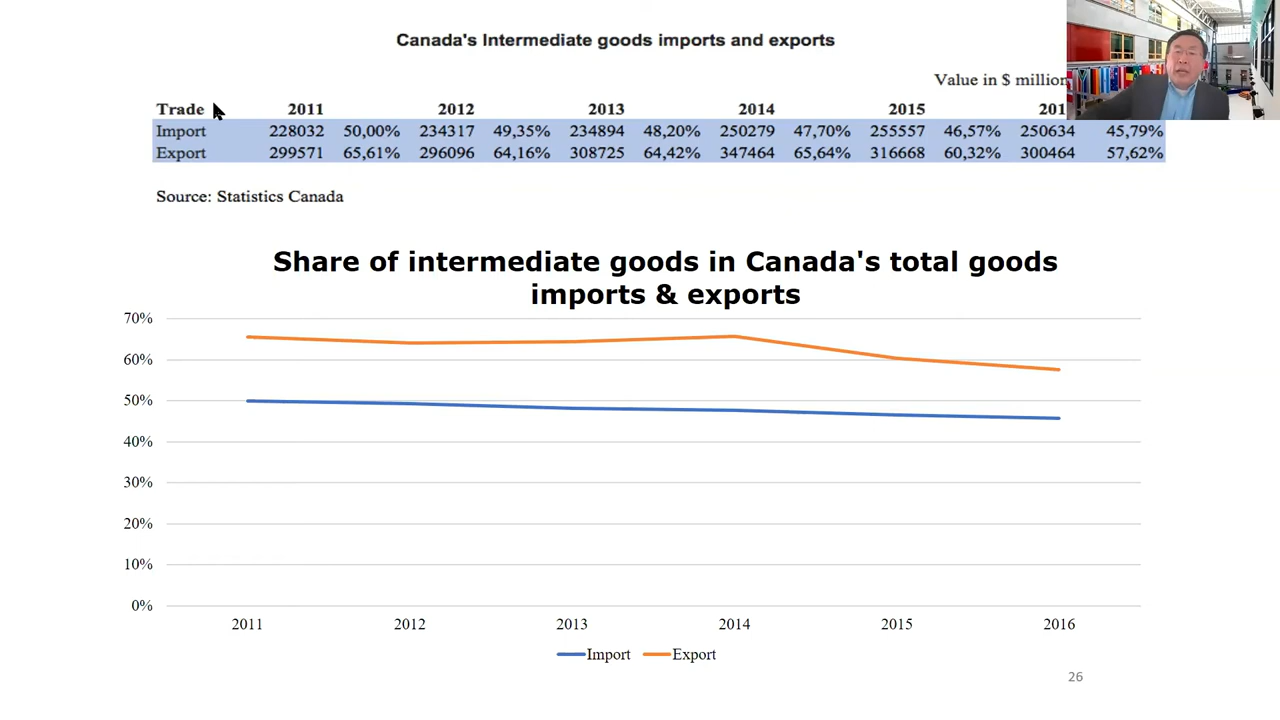 Canada's Intermediate goods imports and exports
Value in $ million
Trade 2011 2012 2013 2014 2015 201
Import 228032 50,00% 234317 49,35% 234894 48,20% 250279 47,70% 255557 46,57% 250634 45,79%
Export 299571 65,61% 296096 64,16% 308725 64,42% 347464 65,64% 316668 60,32% 300464 57,62%
Source: Statistics Canada
Share of intermediate goods in Canada's total goods
imports & exports
70%
60%
50%
40%
30%
20%
10%
0%
2011 2012 2013 2014 2015 2016
Import Export
26